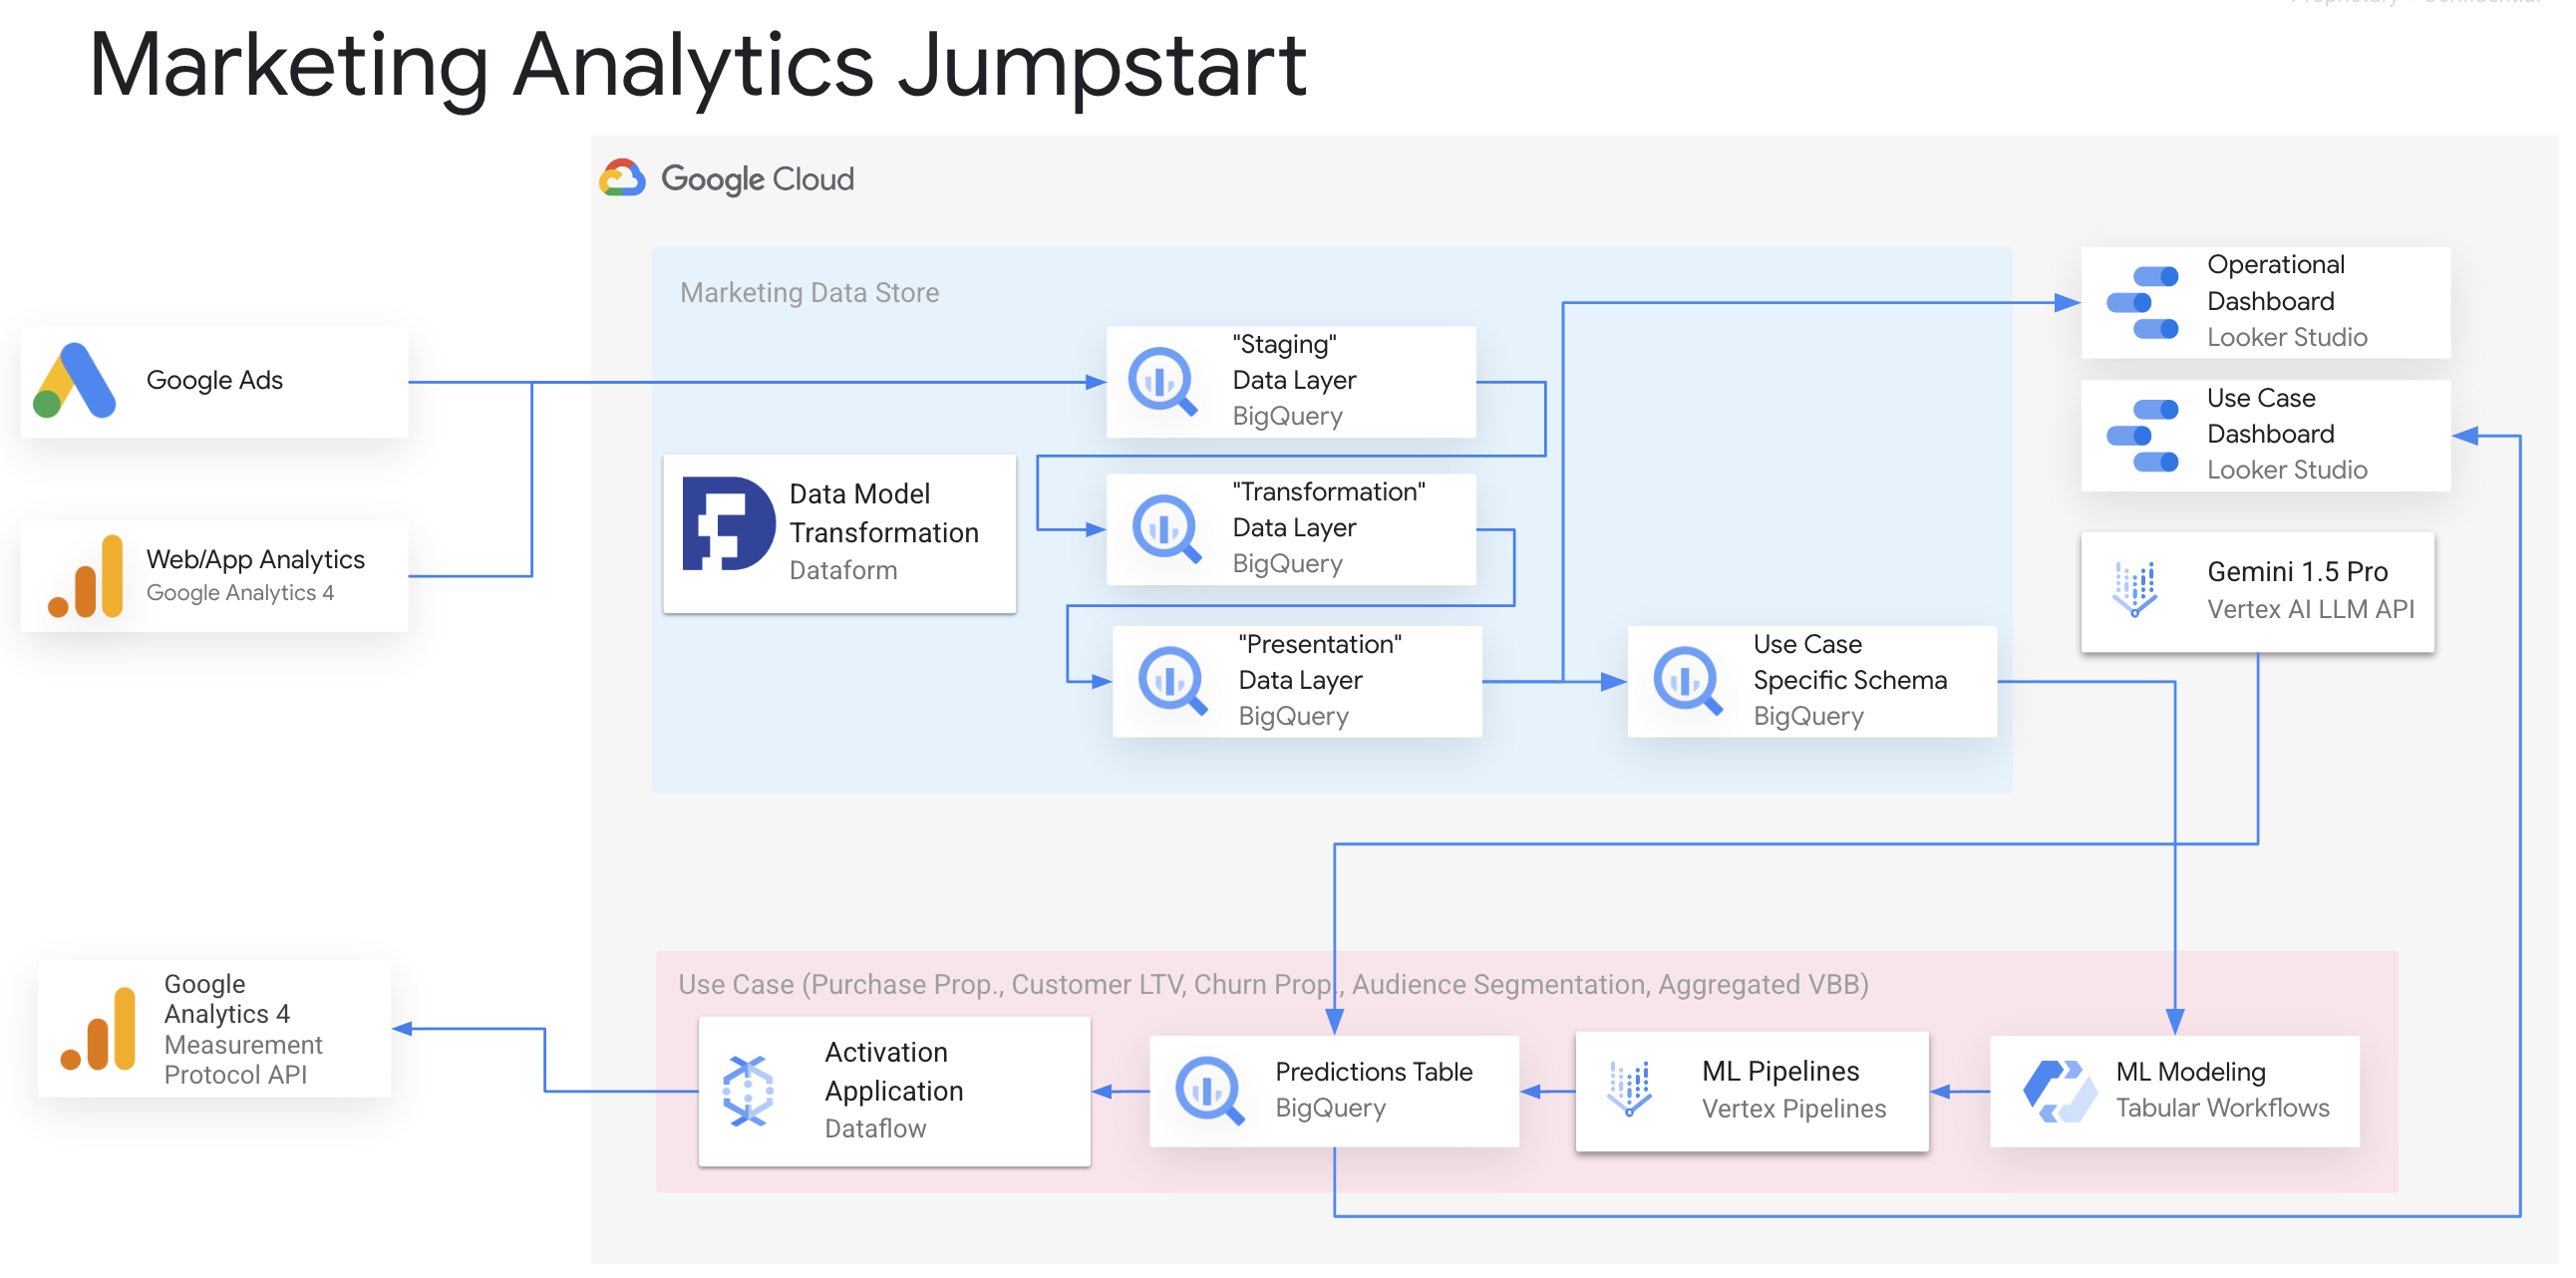 Proprietary + Confidential
Marketing Analytics Jumpstart
Google Cloud
Marketing Data Store
Google Ads
Web/App Analytics
Google Analytics 4
Data Model
Transformation
Dataform
"Staging"
Data Layer
BigQuery
"Transformation"
Data Layer
BigQuery
"Presentation"
Data Layer
BigQuery
Use Case
Specific Schema
BigQuery
Operational
Dashboard
Looker Studio
Use Case
Dashboard
Looker Studio
Gemini 1.5 Pro
Vertex AI LLM API
Use Case (Purchase Prop., Customer LTV, Churn Prop., Audience Segmentation, Aggregated VBB)
Google
Analytics 4
Measurement
Protocol API
Activation
Application
Dataflow
Predictions Table
BigQuery
ML Pipelines
Vertex Pipelines
ML Modeling
Tabular Workflows